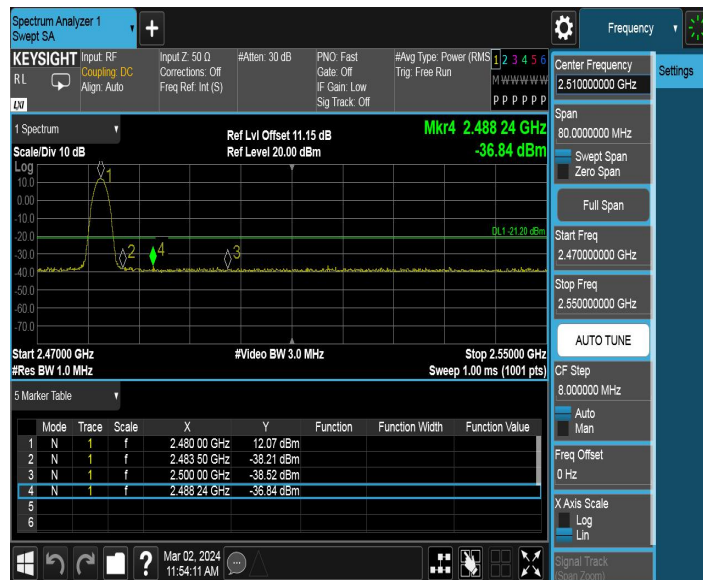 Spectrum Analyzer 1
Swept SA
+
Frequency
KEYSIGHT
RL
LXI
Input: RF
Coupling: DC
Align: Auto
Input Z: 50 Ω
Corrections: Off
Freq Ref: Int (S)
#Atten: 30 dB
PNO: Fast
Gate: Off
IF Gain: Low
Sig Track: Off
#Avg Type: Power (RMS
Trig: Free Run
1 2 3 4 5 6
M W W W W W
P P P P P P
Center Frequency
2.510000000 GHz
Settings
Span
80.0000000 MHz
Swept Span
Zero Span
Full Span
Start Freq
2.470000000 GHz
Stop Freq
2.550000000 GHz
AUTO TUNE
CF Step
8.000000 MHz
Auto
Man
Freq Offset
0 Hz
X Axis Scale
Log
Lin
Signal Track
(Span Zoom)
1 Spectrum
Scale/Div 10 dB
Ref Lvl Offset 11.15 dB
Ref Level 20.00 dBm
Mkr4 2.488 24 GHz
-36.84 dBm
Log
10.0
0.00
-10.0
-20.0
-30.0
-40.0
-50.0
-60.0
-70.0
1
2
4
3
DL1 -21.20 dBm
Start 2.47000 GHz
#Video BW 3.0 MHz
Stop 2.55000 GHz
#Res BW 1.0 MHz
Sweep 1.00 ms (1001 pts)
5 Marker Table
Mode Trace Scale X Y Function Function Width Function Value
1 N 1 f 2.480 00 GHz 12.07 dBm
2 N 1 f 2.483 50 GHz -38.21 dBm
3 N 1 f 2.500 00 GHz -38.52 dBm
4 N 1 f 2.488 24 GHz -36.84 dBm
5
6
?
Mar 02, 2024
11:54:11 AM